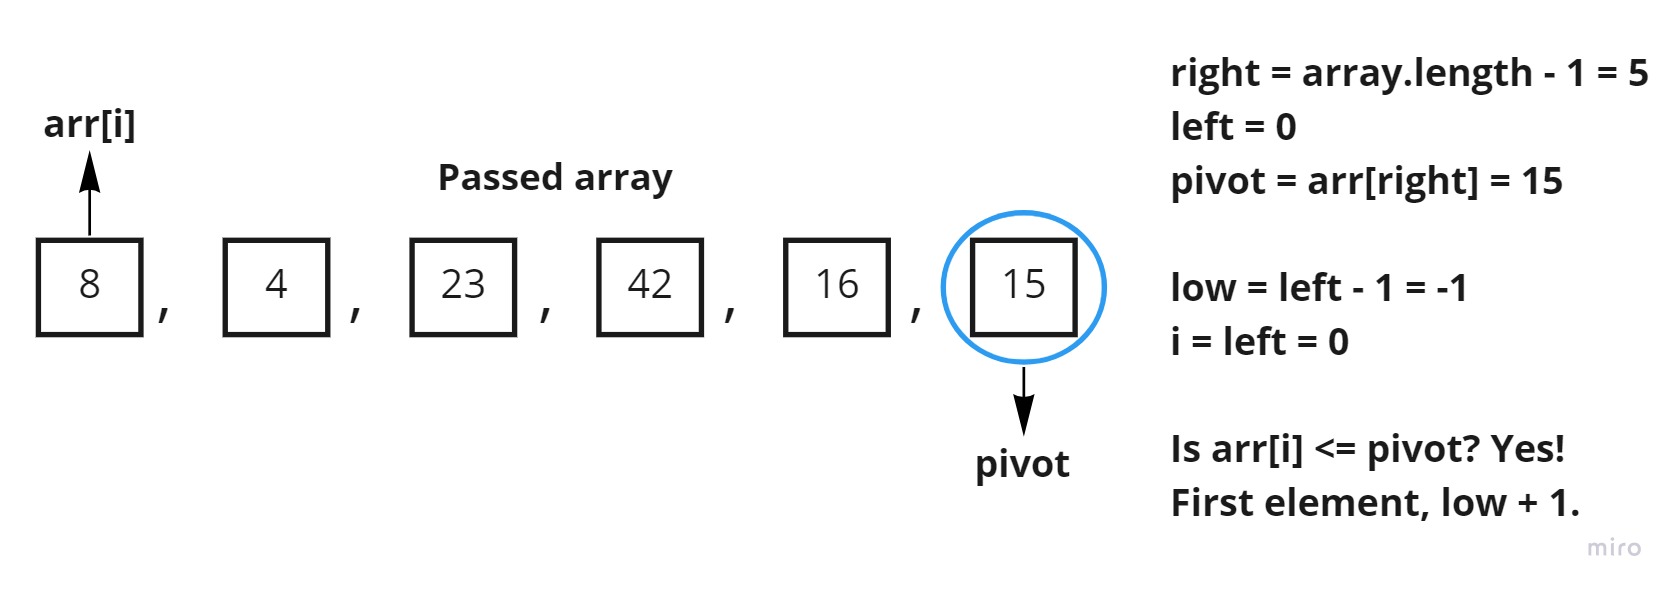 arr[i]
Passed array
8 , 4 , 23 , 42 , 16 , 15
pivot
right = array.length - 1 = 5
left = 0
pivot = arr[right] = 15
low = left - 1 = -1
i = left = 0
Is arr[i] <= pivot? Yes!
First element, low + 1.
miro